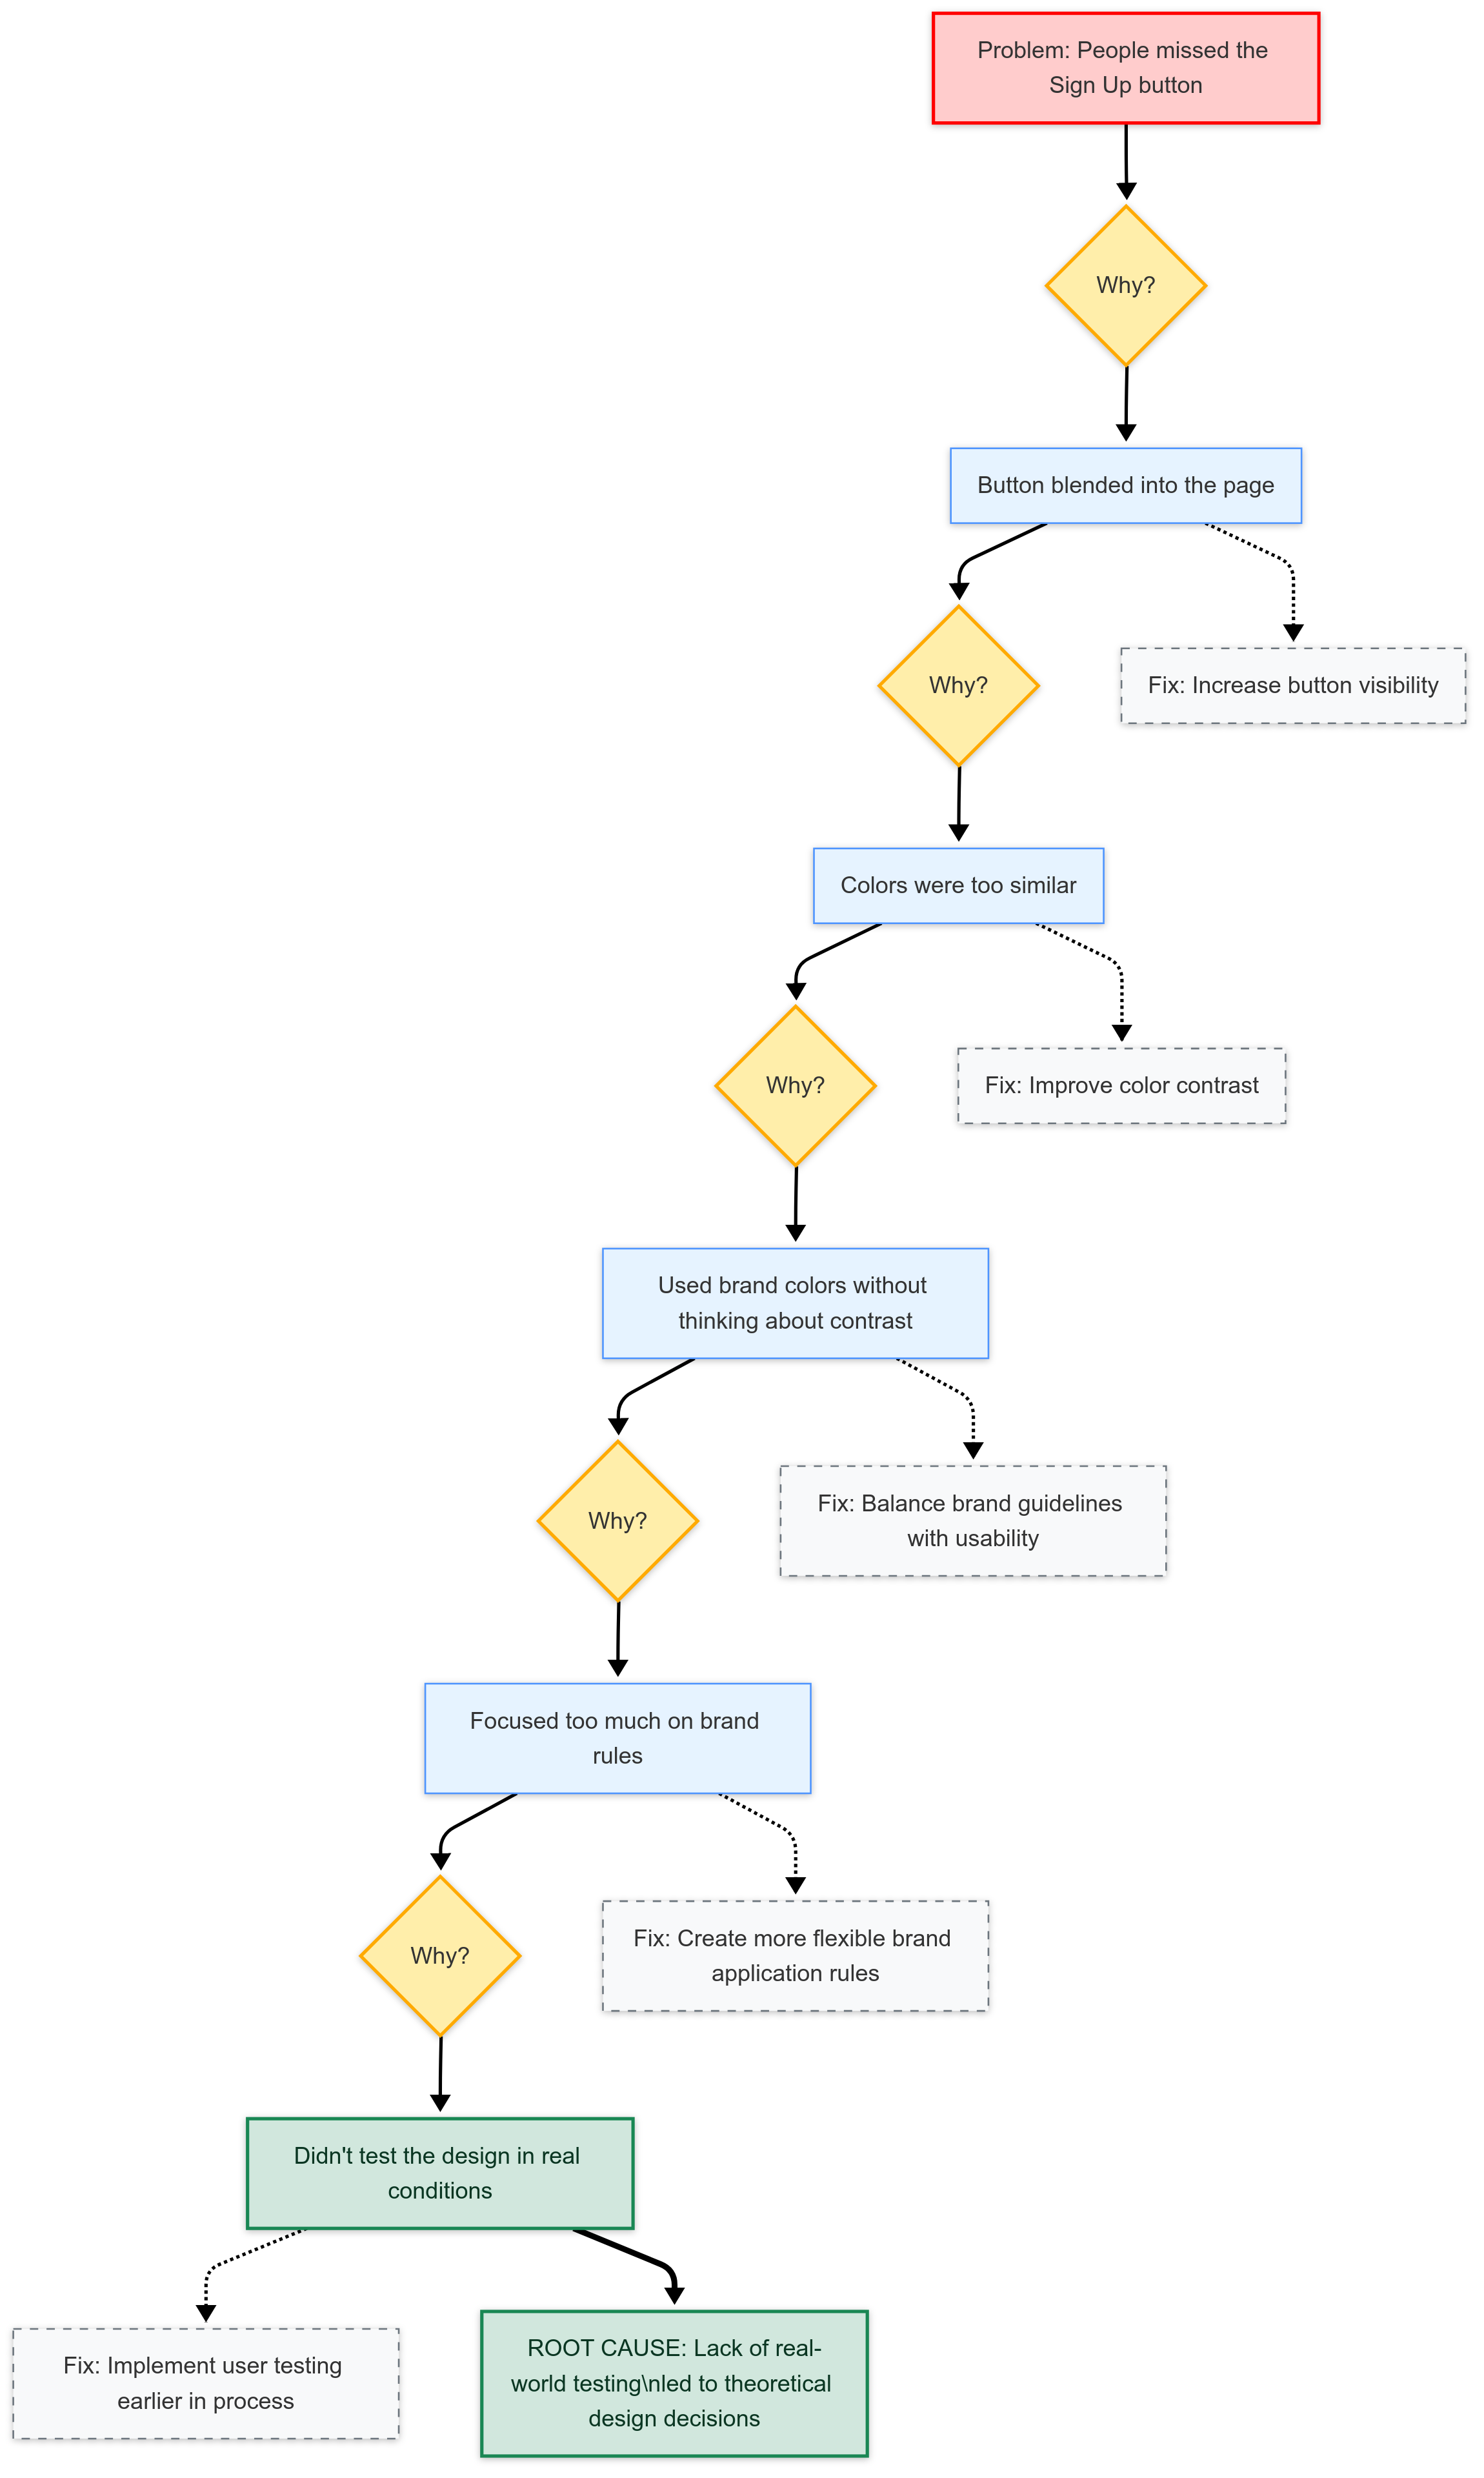 Problem: People missed the
Sign Up button
Why?
Button blended into the page
Why?
Fix: Increase button visibility
Colors were too similar
Why?
Fix: Improve color contrast
Used brand colors without
thinking about contrast
Why?
Fix: Balance brand guidelines
with usability
Focused too much on brand
rules
Why?
Fix: Create more flexible brand
application rules
Didn't test the design in real
conditions
Fix: Implement user testing
earlier in process
ROOT CAUSE: Lack of real-
world testing\nled to theoretical
design decisions